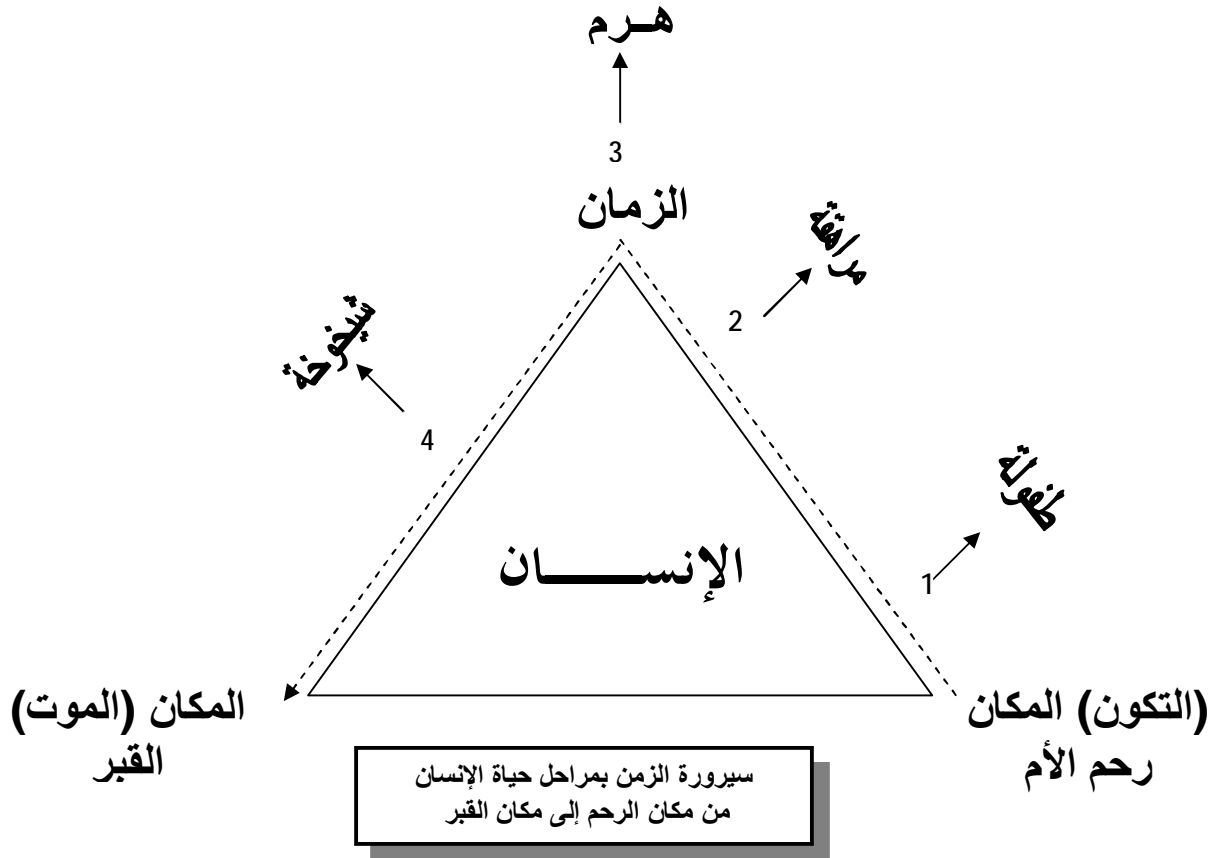 هـرم
3
الزمان
مراهقة
2
شيخوخة
4
طفولة
1
الإنســـــان
(التكون) المكان
رحم الأم
المكان (الموت)
القبر
سيرورة الزمن بمراحل حياة الإنسان
من مكان الرحم إلى مكان القبر